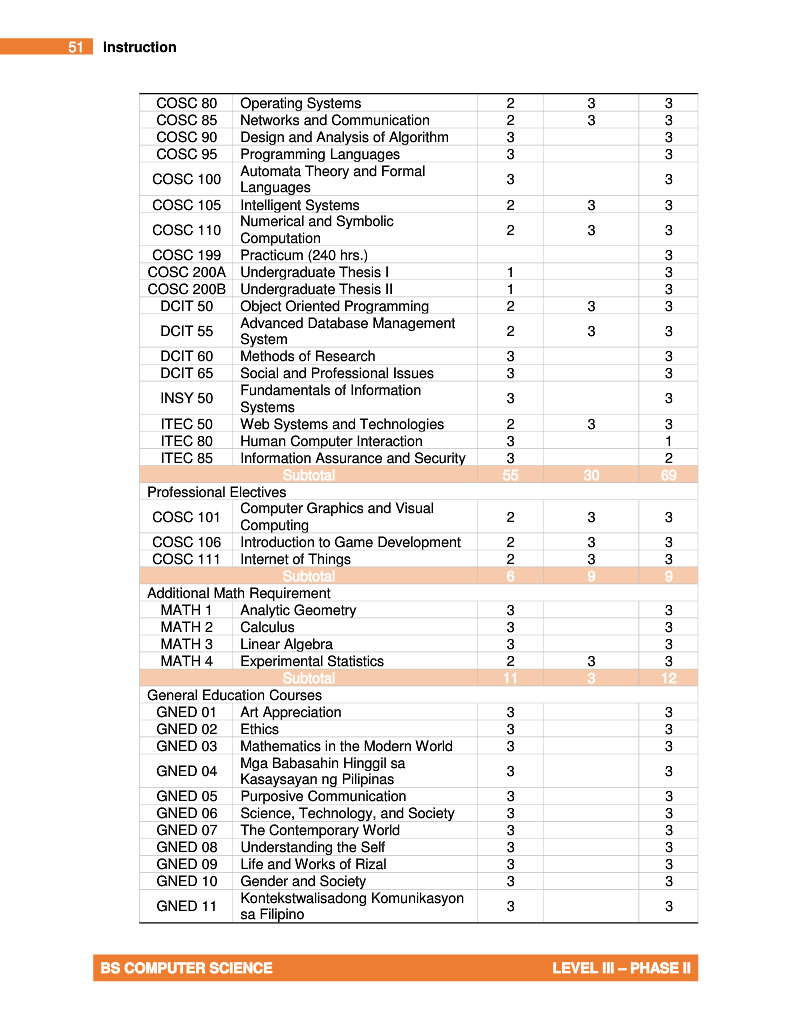 51 Instruction
COSC 80 Operating Systems 2 3 3
COSC 85 Networks and Communication 2 3 3
COSC 90 Design and Analysis of Algorithm 3 3
COSC 95 Programming Languages 3 3
COSC 100 Automata Theory and Formal
Languages 3 3
COSC 105 Intelligent Systems 2 3 3
COSC 110 Numerical and Symbolic
Computation 2 3 3
COSC 199 Practicum (240 hrs.) 3
COSC 200A Undergraduate Thesis I 1 3
COSC 200B Undergraduate Thesis II 1 3
DCIT 50 Object Oriented Programming 2 3 3
DCIT 55 Advanced Database Management
System 2 3 3
DCIT 60 Methods of Research 3 3
DCIT 65 Social and Professional Issues 3 3
INSY 50 Fundamentals of Information
Systems 3 3
ITEC 50 Web Systems and Technologies 2 3 3
ITEC 80 Human Computer Interaction 3 1
ITEC 85 Information Assurance and Security 3 2
Subtotal 55 30 69
Professional Electives
COSC 101 Computer Graphics and Visual
Computing 2 3 3
COSC 106 Introduction to Game Development 2 3 3
COSC 111 Internet of Things 2 3 3
Subtotal 6 9 9
Additional Math Requirement
MATH 1 Analytic Geometry 3 3
MATH 2 Calculus 3 3
MATH 3 Linear Algebra 3 3
MATH 4 Experimental Statistics 2 3 3
Subtotal 11 3 12
General Education Courses
GNED 01 Art Appreciation 3 3
GNED 02 Ethics 3 3
GNED 03 Mathematics in the Modern World 3 3
GNED 04 Mga Babasahin Hinggil sa
Kasaysayan ng Pilipinas 3 3
GNED 05 Purposive Communication 3 3
GNED 06 Science, Technology, and Society 3 3
GNED 07 The Contemporary World 3 3
GNED 08 Understanding the Self 3 3
GNED 09 Life and Works of Rizal 3 3
GNED 10 Gender and Society 3 3
GNED 11 Kontekstwalisadong Komunikasyon
sa Filipino 3 3
BS COMPUTER SCIENCE LEVEL III – PHASE II